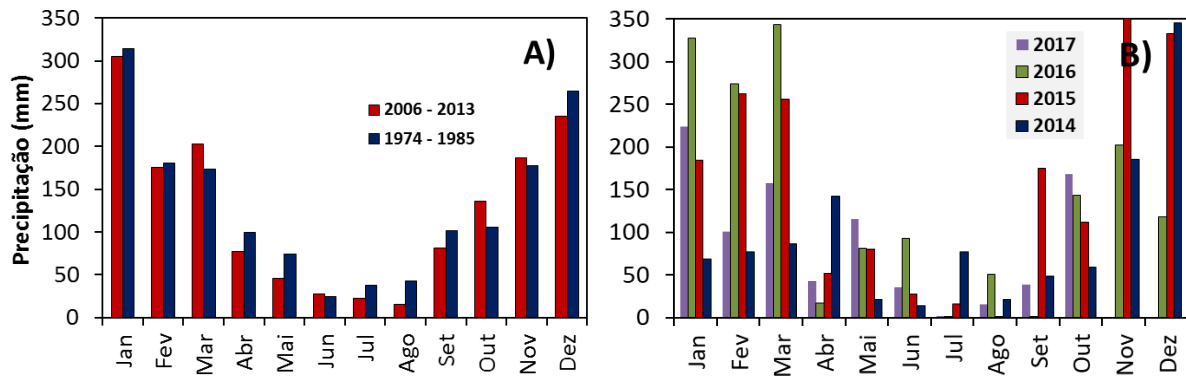 Precipitação (mm)
350
300
250
200
150
100
50
0
A)
2006 - 2013
1974 - 1985
Jan
Fev
Mar
Abr
Mai
Jun
Jul
Ago
Set
Out
Nov
Dez
350
300
250
200
150
100
50
0
B)
2017
2016
2015
2014
Jan
Fev
Mar
Abr
Mai
Jun
Jul
Ago
Set
Out
Nov
Dez